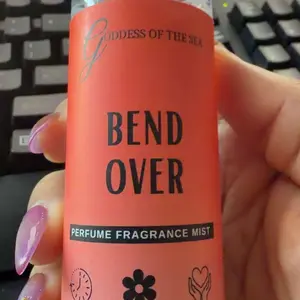 GODDESS OF THE SEA
BEND
OVER
PERFUME FRAGRANCE MIST